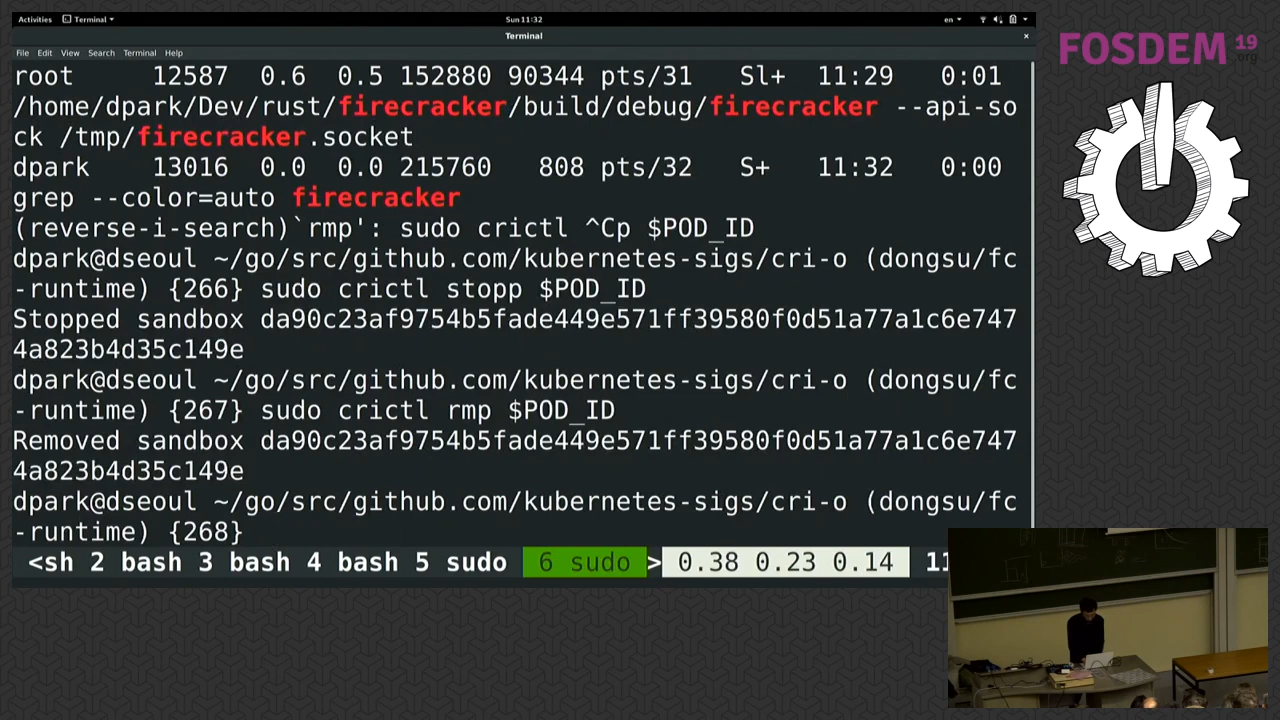 Activities Terminal Sun 11:32 en
Terminal ×
File Edit View Search Terminal Help
root 12587 0.6 0.5 152880 90344 pts/31 Sl+ 11:29 0:01
/home/dpark/Dev/rust/firecracker/build/debug/firecracker --api-so
ck /tmp/firecracker.socket
dpark 13016 0.0 0.0 215760 808 pts/32 S+ 11:32 0:00
grep --color=auto firecracker
(reverse-i-search)`rmp': sudo crictl ^Cp $POD_ID
dpark@dseoul ~/go/src/github.com/kubernetes-sigs/cri-o (dongsu/fc
-runtime) {266} sudo crictl stopp $POD_ID
Stopped sandbox da90c23af9754b5fade449e571ff39580f0d51a77a1c6e747
4a823b4d35c149e
dpark@dseoul ~/go/src/github.com/kubernetes-sigs/cri-o (dongsu/fc
-runtime) {267} sudo crictl rmp $POD_ID
Removed sandbox da90c23af9754b5fade449e571ff39580f0d51a77a1c6e747
4a823b4d35c149e
dpark@dseoul ~/go/src/github.com/kubernetes-sigs/cri-o (dongsu/fc
-runtime) {268}
<sh 2 bash 3 bash 4 bash 5 sudo 6 sudo > 0.38 0.23 0.14 11
FOSDEM 19
.org